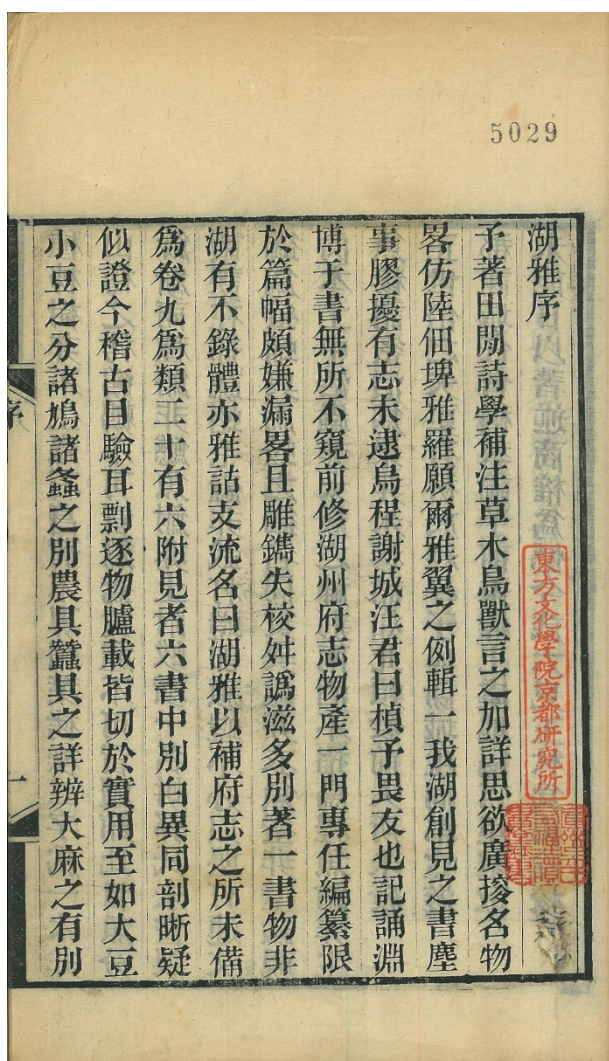 5029
湖雅序
予著田間詩學補注草木鳥獸言之加詳思欲廣搜名物
畧仿陸佃埤雅羅願爾雅翼之例輯一我湖創見之書塵
事膠擾有志未逮烏程謝城汪君曰楨予畏友也記誦淵
博于書無所不窺前修湖州府志物產一門專任編纂限
於篇幅頗嫌漏畧且雕鐫失校舛譌滋多別著一書物非
湖有不錄體亦雅詁支流名曰湖雅以補府志之所未備
爲卷九爲類二十有六附見者六書中別白異同剖晰疑
似證今稽古目驗耳剽逐物臚載皆切於實用至如大豆
小豆之分諸鳩諸螽之別農具蠶具之詳辨大麻之有別
序
一
東方文化學院京都研究所